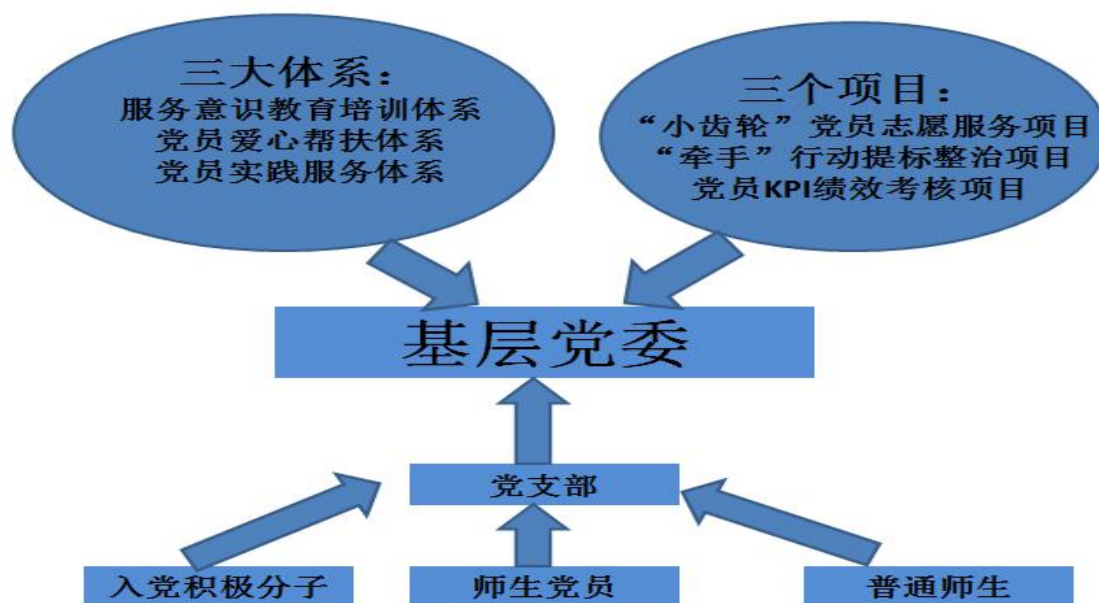 三大体系：
服务意识教育培训体系
党员爱心帮扶体系
党员实践服务体系
三个项目：
“小齿轮”党员志愿服务项目
“牵手”行动提标整治项目
党员KPI绩效考核项目
基层党委
党支部
入党积极分子
师生党员
普通师生